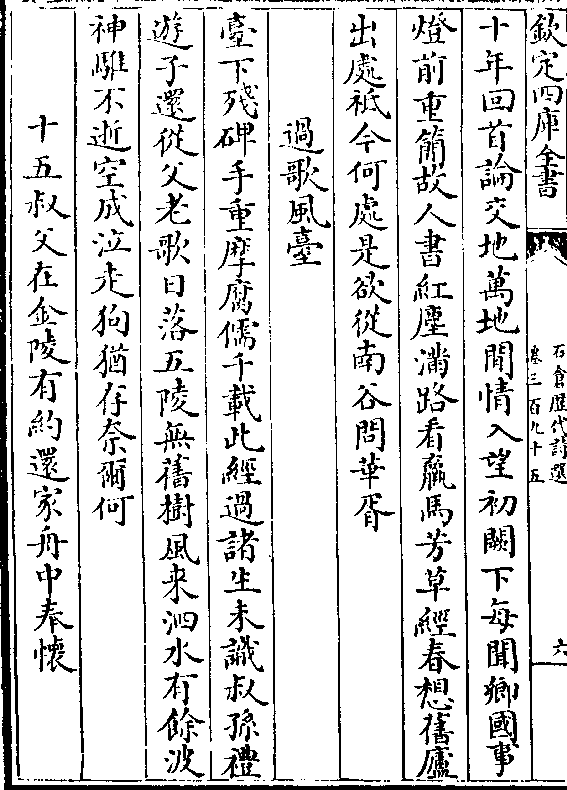 欽定四庫全書
石倉歷代詩選
卷三百九十五
六
十年回首論交地萬地閒情入望初闕下每聞鄉國事
燈前重簡故人書紅塵滿路看羸馬芳草經春想舊廬
出處祗今何處是欲從南谷問華胥
過歌風臺
臺下殘碑手重摩腐儒千載此經過諸生未識叔孫禮
遊子還從父老歌日落五陵無舊樹風来泗水有餘波
神騅不逝空成泣走狗猶存奈爾何
十五叔父在金陵有約還家舟中奉懷